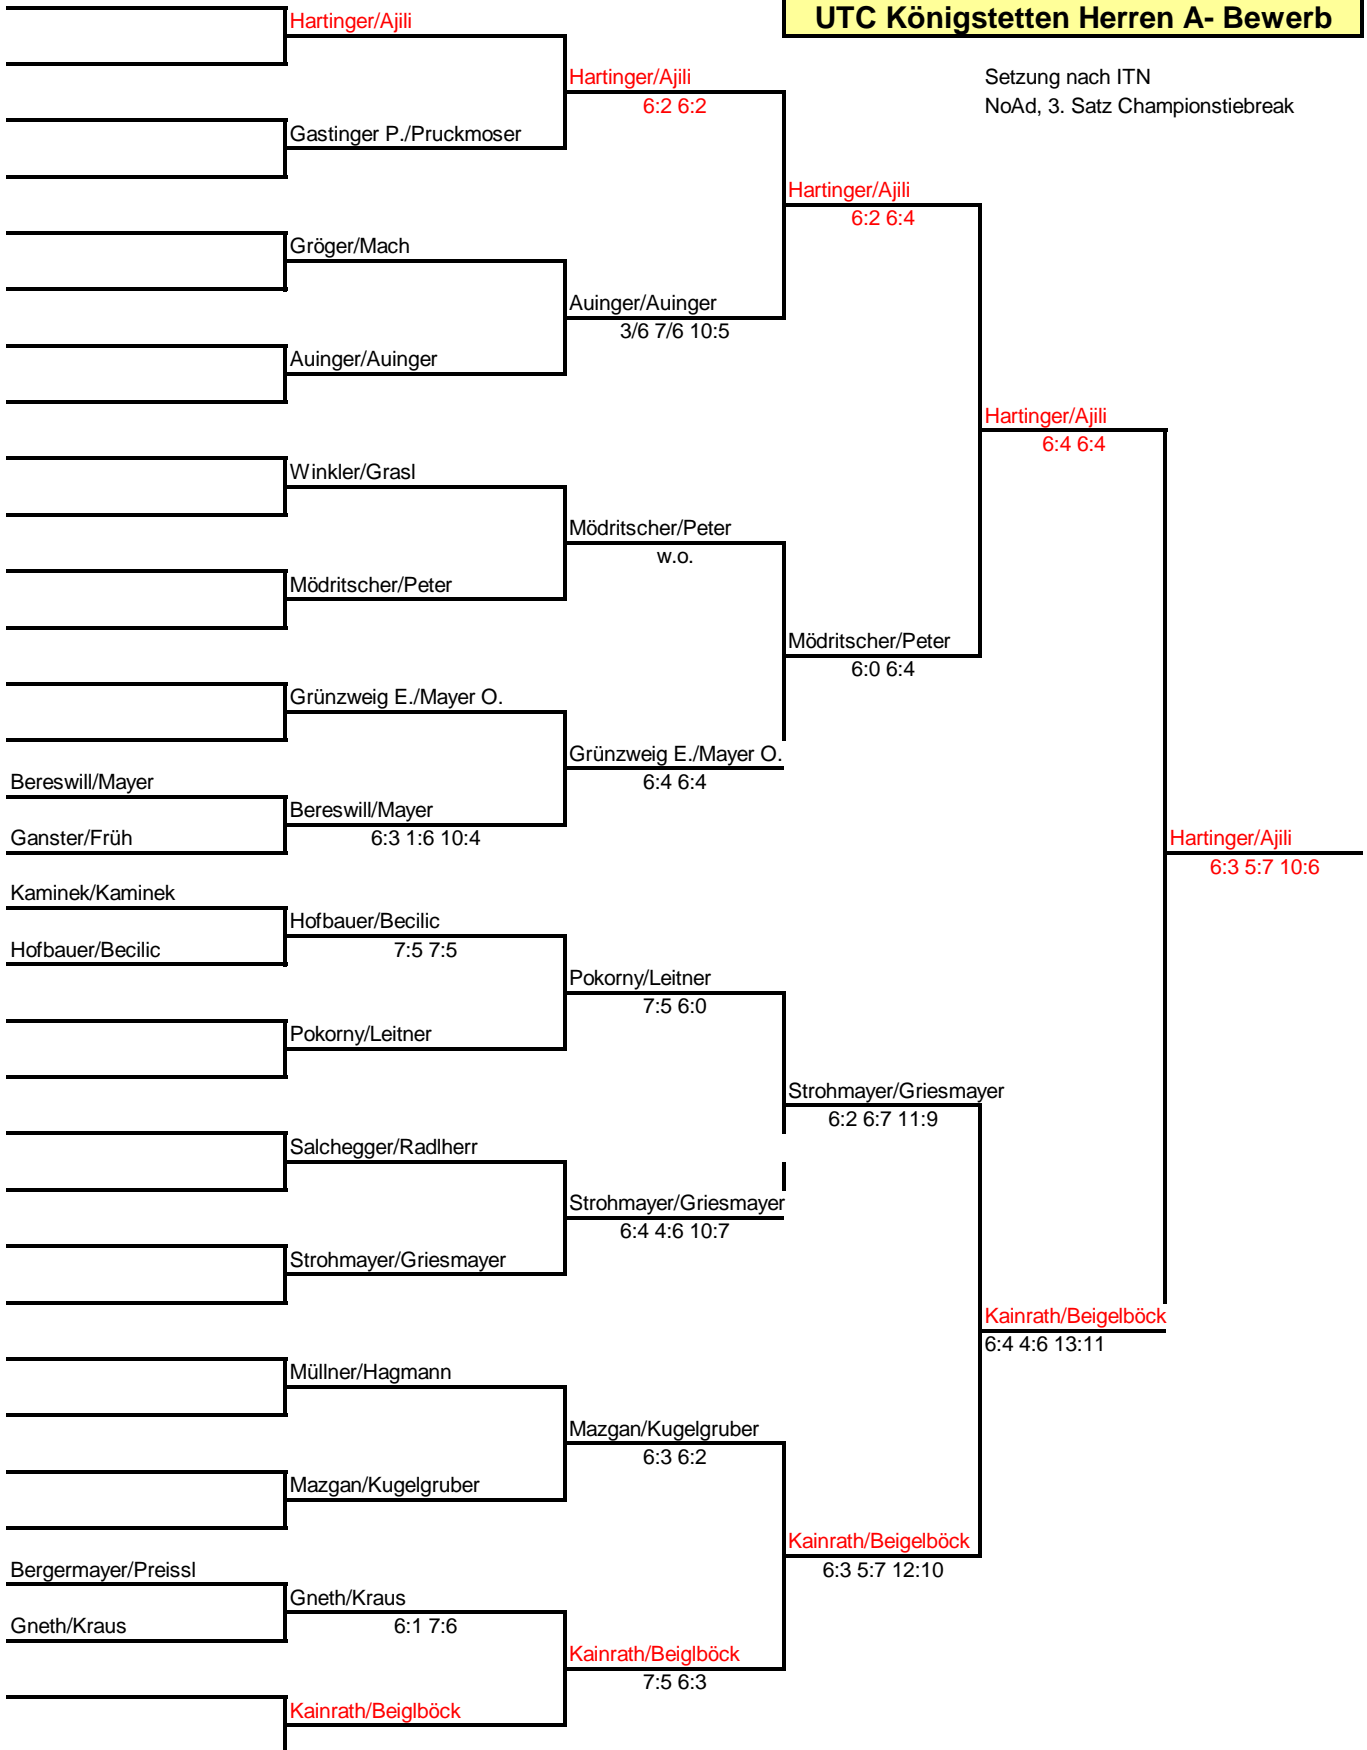 UTC Königstetten Herren A- Bewerb
Hartinger/Ajili
Hartinger/Ajili
Setzung nach ITN
6:2 6:2
NoAd, 3. Satz Championstiebreak
Gastinger P./Pruckmoser
Hartinger/Ajili
6:2 6:4
Gröger/Mach
Auinger/Auinger
3/6 7/6 10:5
Auinger/Auinger
Hartinger/Ajili
6:4 6:4
Winkler/Grasl
Mödritscher/Peter
w.o.
Mödritscher/Peter
Mödritscher/Peter
6:0 6:4
Grünzweig E./Mayer O.
Grünzweig E./Mayer O.
Bereswill/Mayer
6:4 6:4
Bereswill/Mayer
Ganster/Früh
6:3 1:6 10:4
Hartinger/Ajili
6:3 5:7 10:6
Kaminek/Kaminek
Hofbauer/Becilic
Hofbauer/Becilic
7:5 7:5
Pokorny/Leitner
7:5 6:0
Pokorny/Leitner
Strohmayer/Griesmayer
6:2 6:7 11:9
Salchegger/Radlherr
Strohmayer/Griesmayer
6:4 4:6 10:7
Strohmayer/Griesmayer
Kainrath/Beigelböck
6:4 4:6 13:11
Müllner/Hagmann
Mazgan/Kugelgruber
6:3 6:2
Mazgan/Kugelgruber
Kainrath/Beigelböck
6:3 5:7 12:10
Bergermayer/Preissl
Gneth/Kraus
Gneth/Kraus
6:1 7:6
Kainrath/Beiglböck
7:5 6:3
Kainrath/Beiglböck